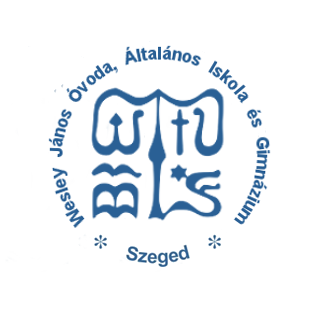 Wesley János Óvoda, Általános Iskola és Gimnázium
* Szeged *